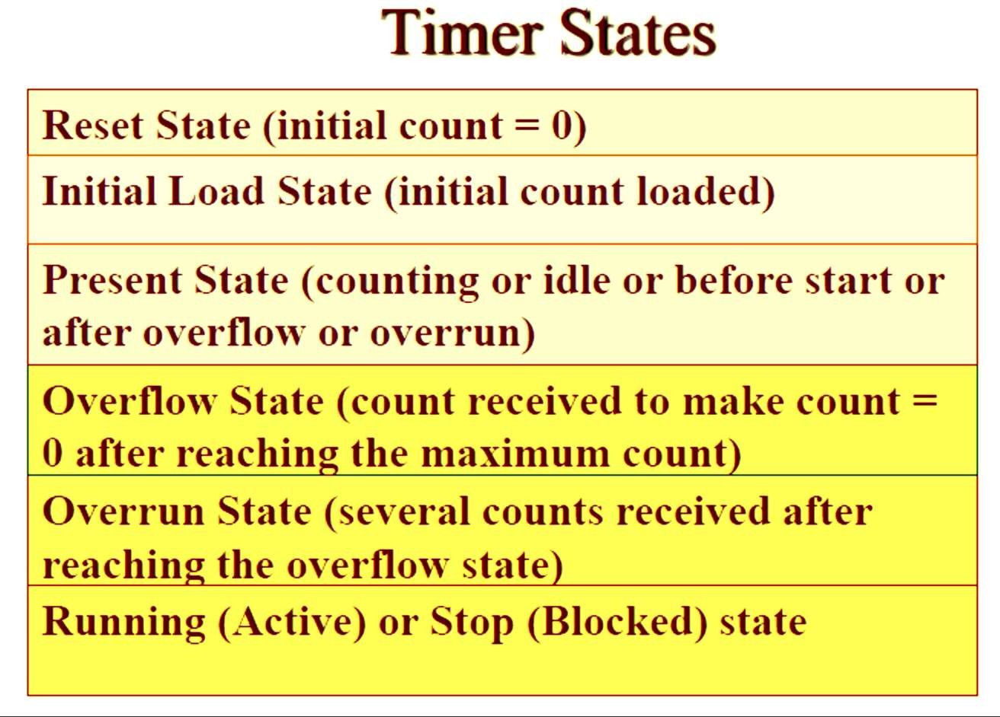 Timer States
Reset State (initial count = 0)
Initial Load State (initial count loaded)
Present State (counting or idle or before start or
after overflow or overrun)
Overflow State (count received to make count =
0 after reaching the maximum count)
Overrun State (several counts received after
reaching the overflow state)
Running (Active) or Stop (Blocked) state